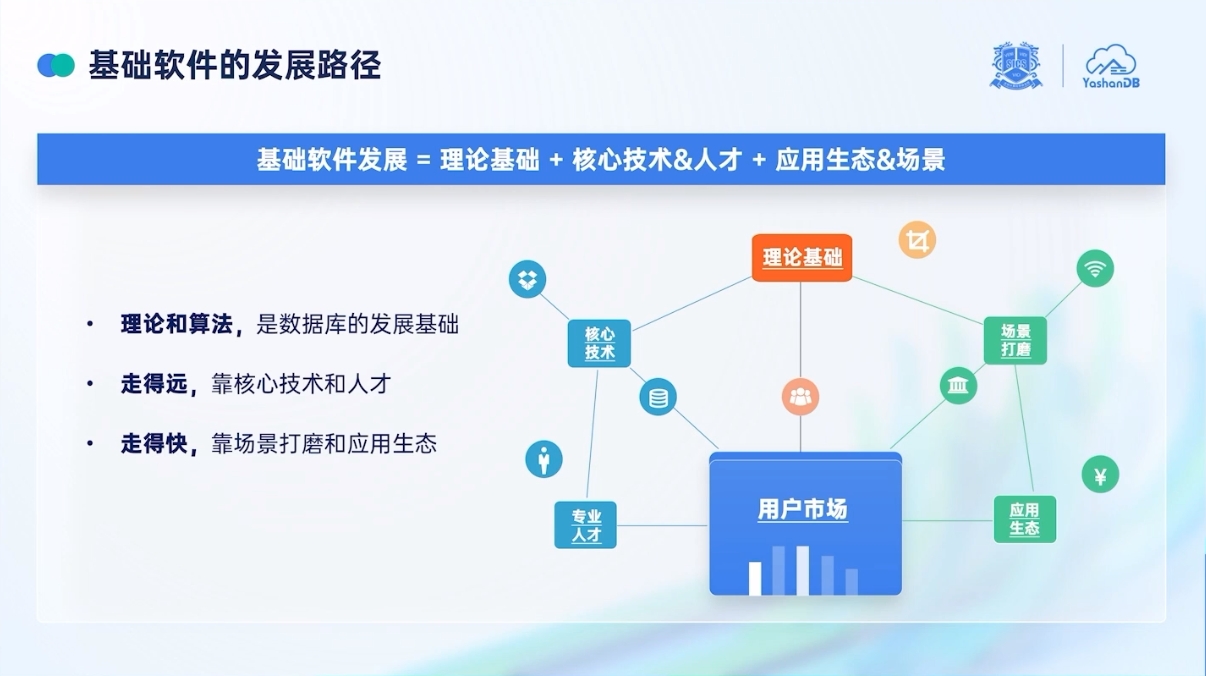 基础软件的发展路径
YashanDB
基础软件发展 = 理论基础 + 核心技术&人才 + 应用生态&场景
理论和算法，是数据库的发展基础
走得远，靠核心技术和人才
走得快，靠场景打磨和应用生态
理论基础
核心
技术
场景
打磨
专业
人才
用户市场
应用
生态
¥